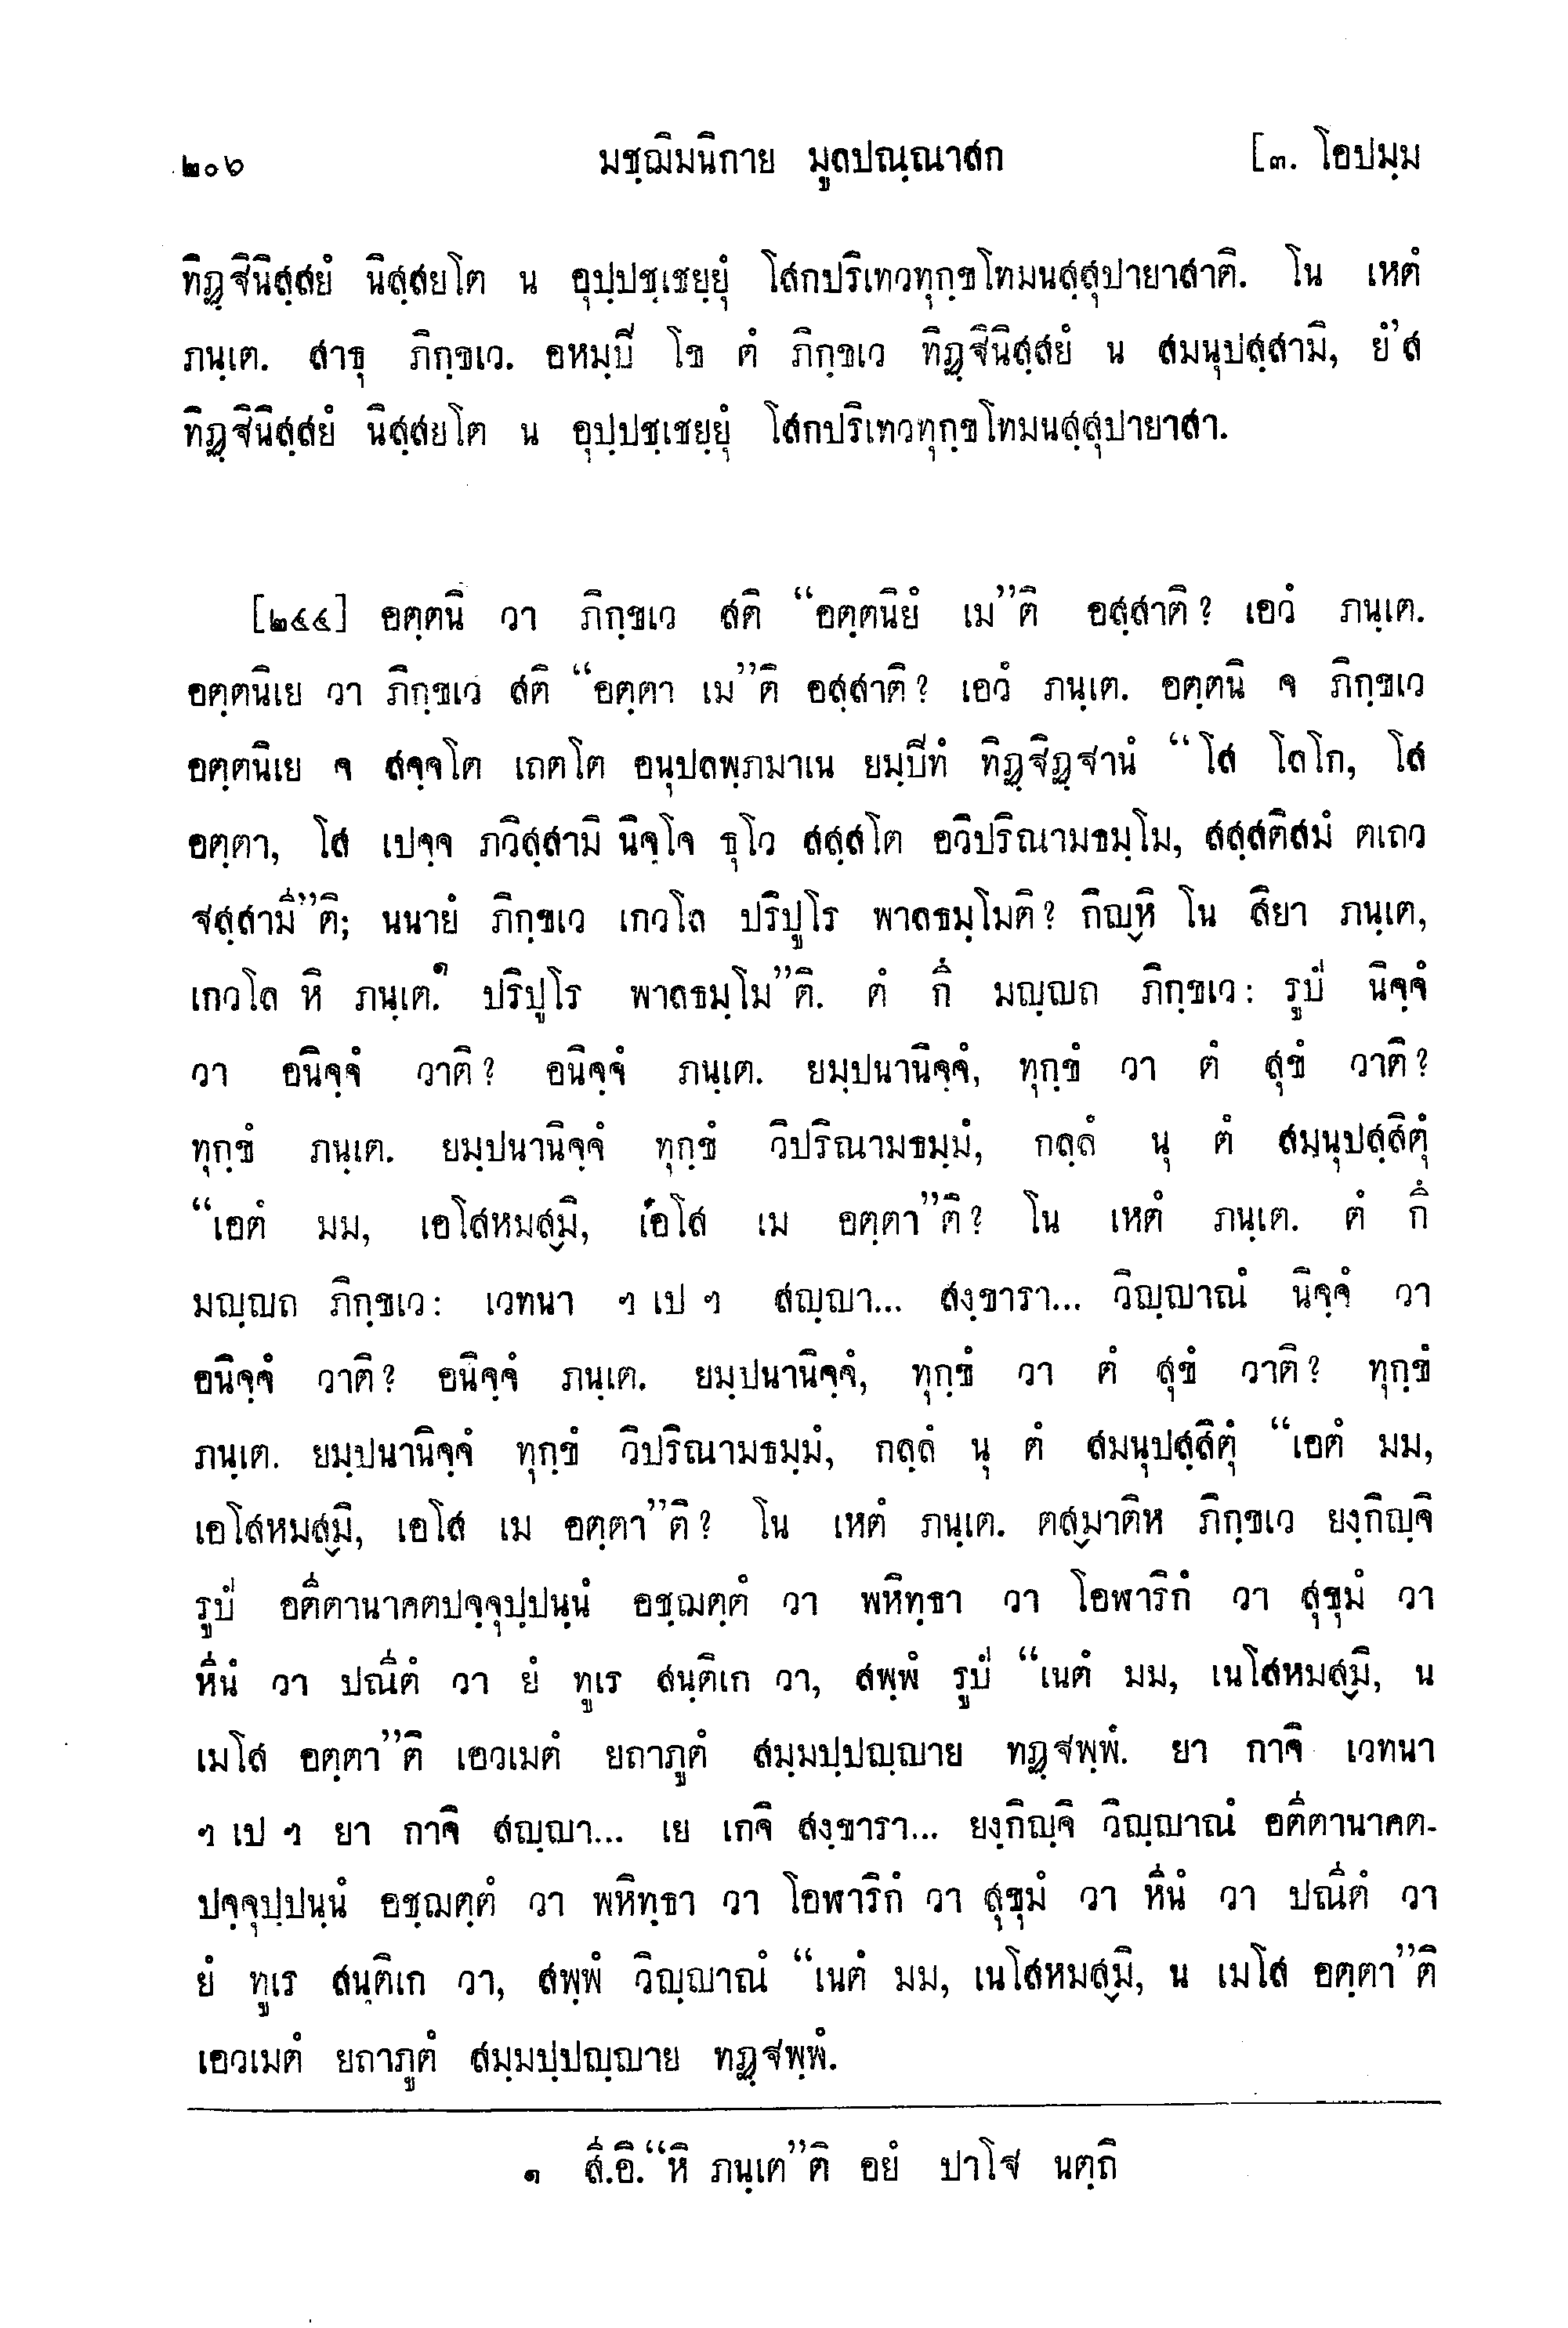 ๒๐๖ มชฺฌิมนิกาย มูลปณฺณาสก [๓. โอปมฺม
ทิฏฺฐินิสฺสยํ นิสฺสยโต น อุปฺปชฺเชยฺยุํ โสกปริเทวทุกฺขโทมนสฺสุปายาสาติ. โน เหตํ
ภนฺเต. สาธุ ภิกฺขเว. อหมฺปิ โข ตํ ภิกฺขเว ทิฏฺฐินิสฺสยํ น สมนุปสฺสามิ, ยํ’ส
ทิฏฺฐินิสฺสยํ นิสฺสยโต น อุปฺปชฺเชยฺยุํ โสกปริเทวทุกฺขโทมนสฺสุปายาสา.
[๒๔๔] อตฺตนิ วา ภิกฺขเว สติ “อตฺตนิยํ เม”ติ อสฺสาติ? เอวํ ภนฺเต.
อตฺตนิเย วา ภิกฺขเว สติ “อตฺตา เม”ติ อสฺสาติ? เอวํ ภนฺเต. อตฺตนิ จ ภิกฺขเว
อตฺตนิเย จ สจฺจโต เถตโต อนุปลพฺภมาเน ยมฺปีทํ ทิฏฺฐิฏฺฐานํ “โส โลโก, โส
อตฺตา, โส เปจฺจ ภวิสฺสามิ นิจฺโจ ธุโว สสฺสโต อวิปริณามธมฺโม, สสฺสติสมํ ตเถว
ฐสฺสามี”ติ; นนายํ ภิกฺขเว เกวโล ปริปูโร พาลธมฺโมติ? กิญฺหิ โน สิยา ภนฺเต,
เกวโล หิ ภนฺเต.๑ ปริปูโร พาลธมฺโม”ติ. ตํ กึ มญฺญถ ภิกฺขเว: รูปํ นิจฺจํ
วา อนิจฺจํ วาติ? อนิจฺจํ ภนฺเต. ยมฺปนานิจฺจํ, ทุกฺขํ วา ตํ สุขํ วาติ?
ทุกฺขํ ภนฺเต. ยมฺปนานิจฺจํ ทุกฺขํ วิปริณามธมฺมํ, กลฺลํ นุ ตํ สมนุปสฺสิตุํ
“เอตํ มม, เอโสหมสฺมิ, เอโส เม อตฺตา”ติ? โน เหตํ ภนฺเต. ตํ กึ
มญฺญถ ภิกฺขเว: เวทนา ฯ เป ฯ สญฺญา... สงฺขารา... วิญฺญาณํ นิจฺจํ วา
อนิจฺจํ วาติ? อนิจฺจํ ภนฺเต. ยมฺปนานิจฺจํ, ทุกฺขํ วา ตํ สุขํ วาติ? ทุกฺขํ
ภนฺเต. ยมฺปนานิจฺจํ ทุกฺขํ วิปริณามธมฺมํ, กลฺลํ นุ ตํ สมนุปสฺสิตุํ “เอตํ มม,
เอโสหมสฺมิ, เอโส เม อตฺตา”ติ? โน เหตํ ภนฺเต. ตสฺมาติห ภิกฺขเว ยงฺกิญฺจิ
รูปํ อตีตานาคตปจฺจุปฺปนฺนํ อชฺฌตฺตํ วา พหิทฺธา วา โอฬาริกํ วา สุขุมํ วา
หีนํ วา ปณีตํ วา ยํ ทูเร สนฺติเก วา, สพฺพํ รูปํ “เนตํ มม, เนโสหมสฺมิ, น
เมโส อตฺตา”ติ เอวเมตํ ยถาภูตํ สมฺมปฺปญฺญาย ทฏฺฐพฺพํ. ยา กาจิ เวทนา
ฯ เป ฯ ยา กาจิ สญฺญา... เย เกจิ สงฺขารา... ยงฺกิญฺจิ วิญฺญาณํ อตีตานาคต-
ปจฺจุปฺปนฺนํ อชฺฌตฺตํ วา พหิทฺธา วา โอฬาริกํ วา สุขุมํ วา หีนํ วา ปณีตํ วา
ยํ ทูเร สนฺติเก วา, สพฺพํ วิญฺญาณํ “เนตํ มม, เนโสหมสฺมิ, น เมโส อตฺตา”ติ
เอวเมตํ ยถาภูตํ สมฺมปฺปญฺญาย ทฏฺฐพฺพํ.
๑ สี.อิ. “หิ ภนฺเต”ติ อยํ ปาโฐ นตฺถิ